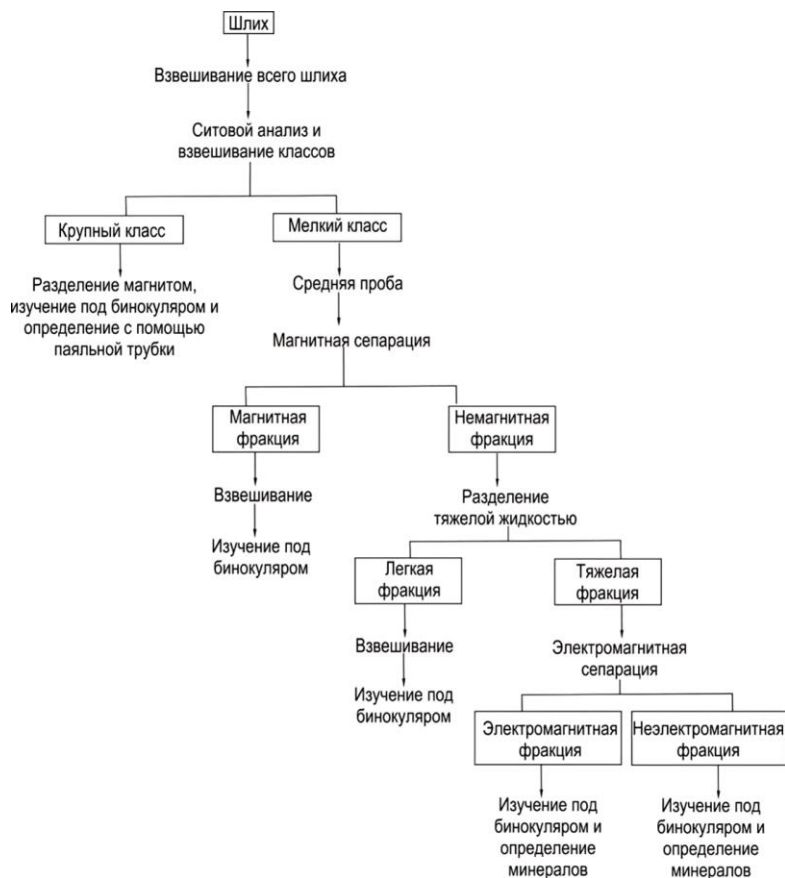 Шлих
Взвешивание всего шлиха
Ситовой анализ и
взвешивание классов
Крупный класс
Разделение магнитом,
изучение под бинокуляром и
определение с помощью
паяльной трубки
Мелкий класс
Средняя проба
Магнитная сепарация
Магнитная
фракция
Взвешивание
Изучение под
бинокуляром
Немагнитная
фракция
Разделение
тяжелой жидкостью
Легкая
фракция
Взвешивание
Изучение под
бинокуляром
Тяжелая
фракция
Электромагнитная
сепарация
Электромагнитная
фракция
Изучение под
бинокуляром и
определение
минералов
Неэлектромагнитная
фракция
Изучение под
бинокуляром и
определение
минералов